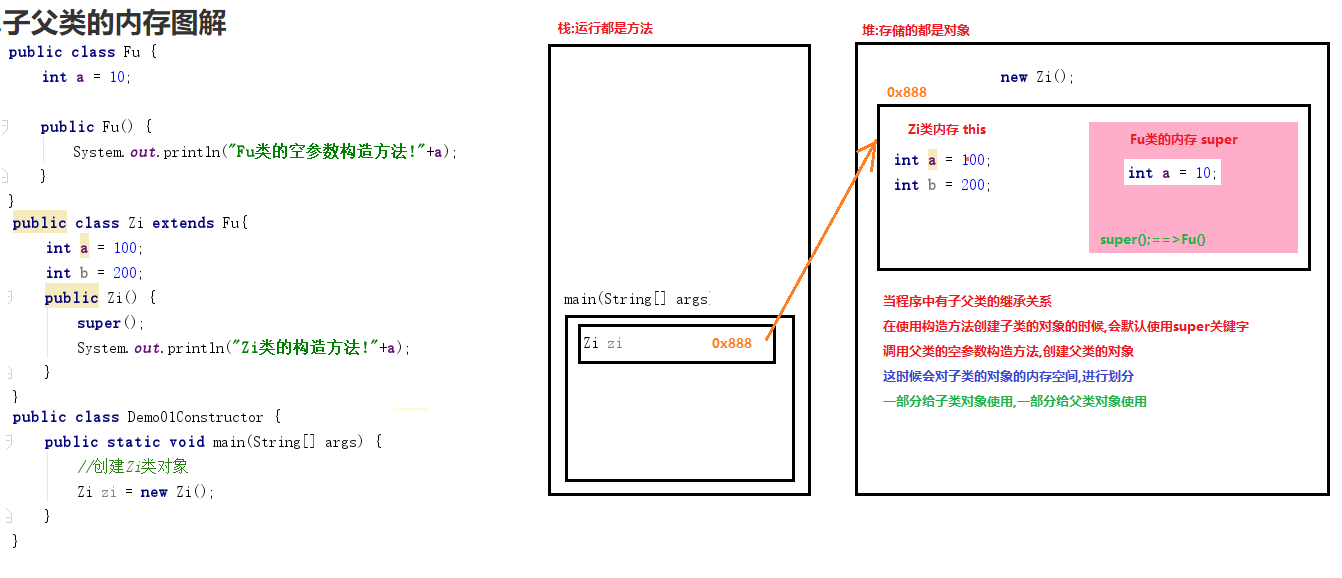 .子父类的内存图解
public class Fu {
int a = 10;
public Fu() {
System.out.println("Fu类的空参数构造方法!"+a);
}
}
public class Zi extends Fu{
int a = 100;
int b = 200;
public Zi() {
super();
System.out.println("Zi类的构造方法!"+a);
}
}
public class Demo01Constructor {
public static void main(String[] args) {
//创建Zi类对象
Zi zi = new Zi();
}
}
栈:运行都是方法
main(String[] args
Zi zi 0x888
堆:存储的都是对象
new Zi();
0x888
Zi类内存 this
int a = 100;
int b = 200;
Fu类的内存 super
int a = 10;
super();==>Fu()
当程序中有子父类的继承关系
在使用构造方法创建子类的对象的时候,会默认使用super关键字
调用父类的空参数构造方法,创建父类的对象
这时候会对子类的对象的内存空间,进行划分
一部分给子类对象使用,一部分给父类对象使用